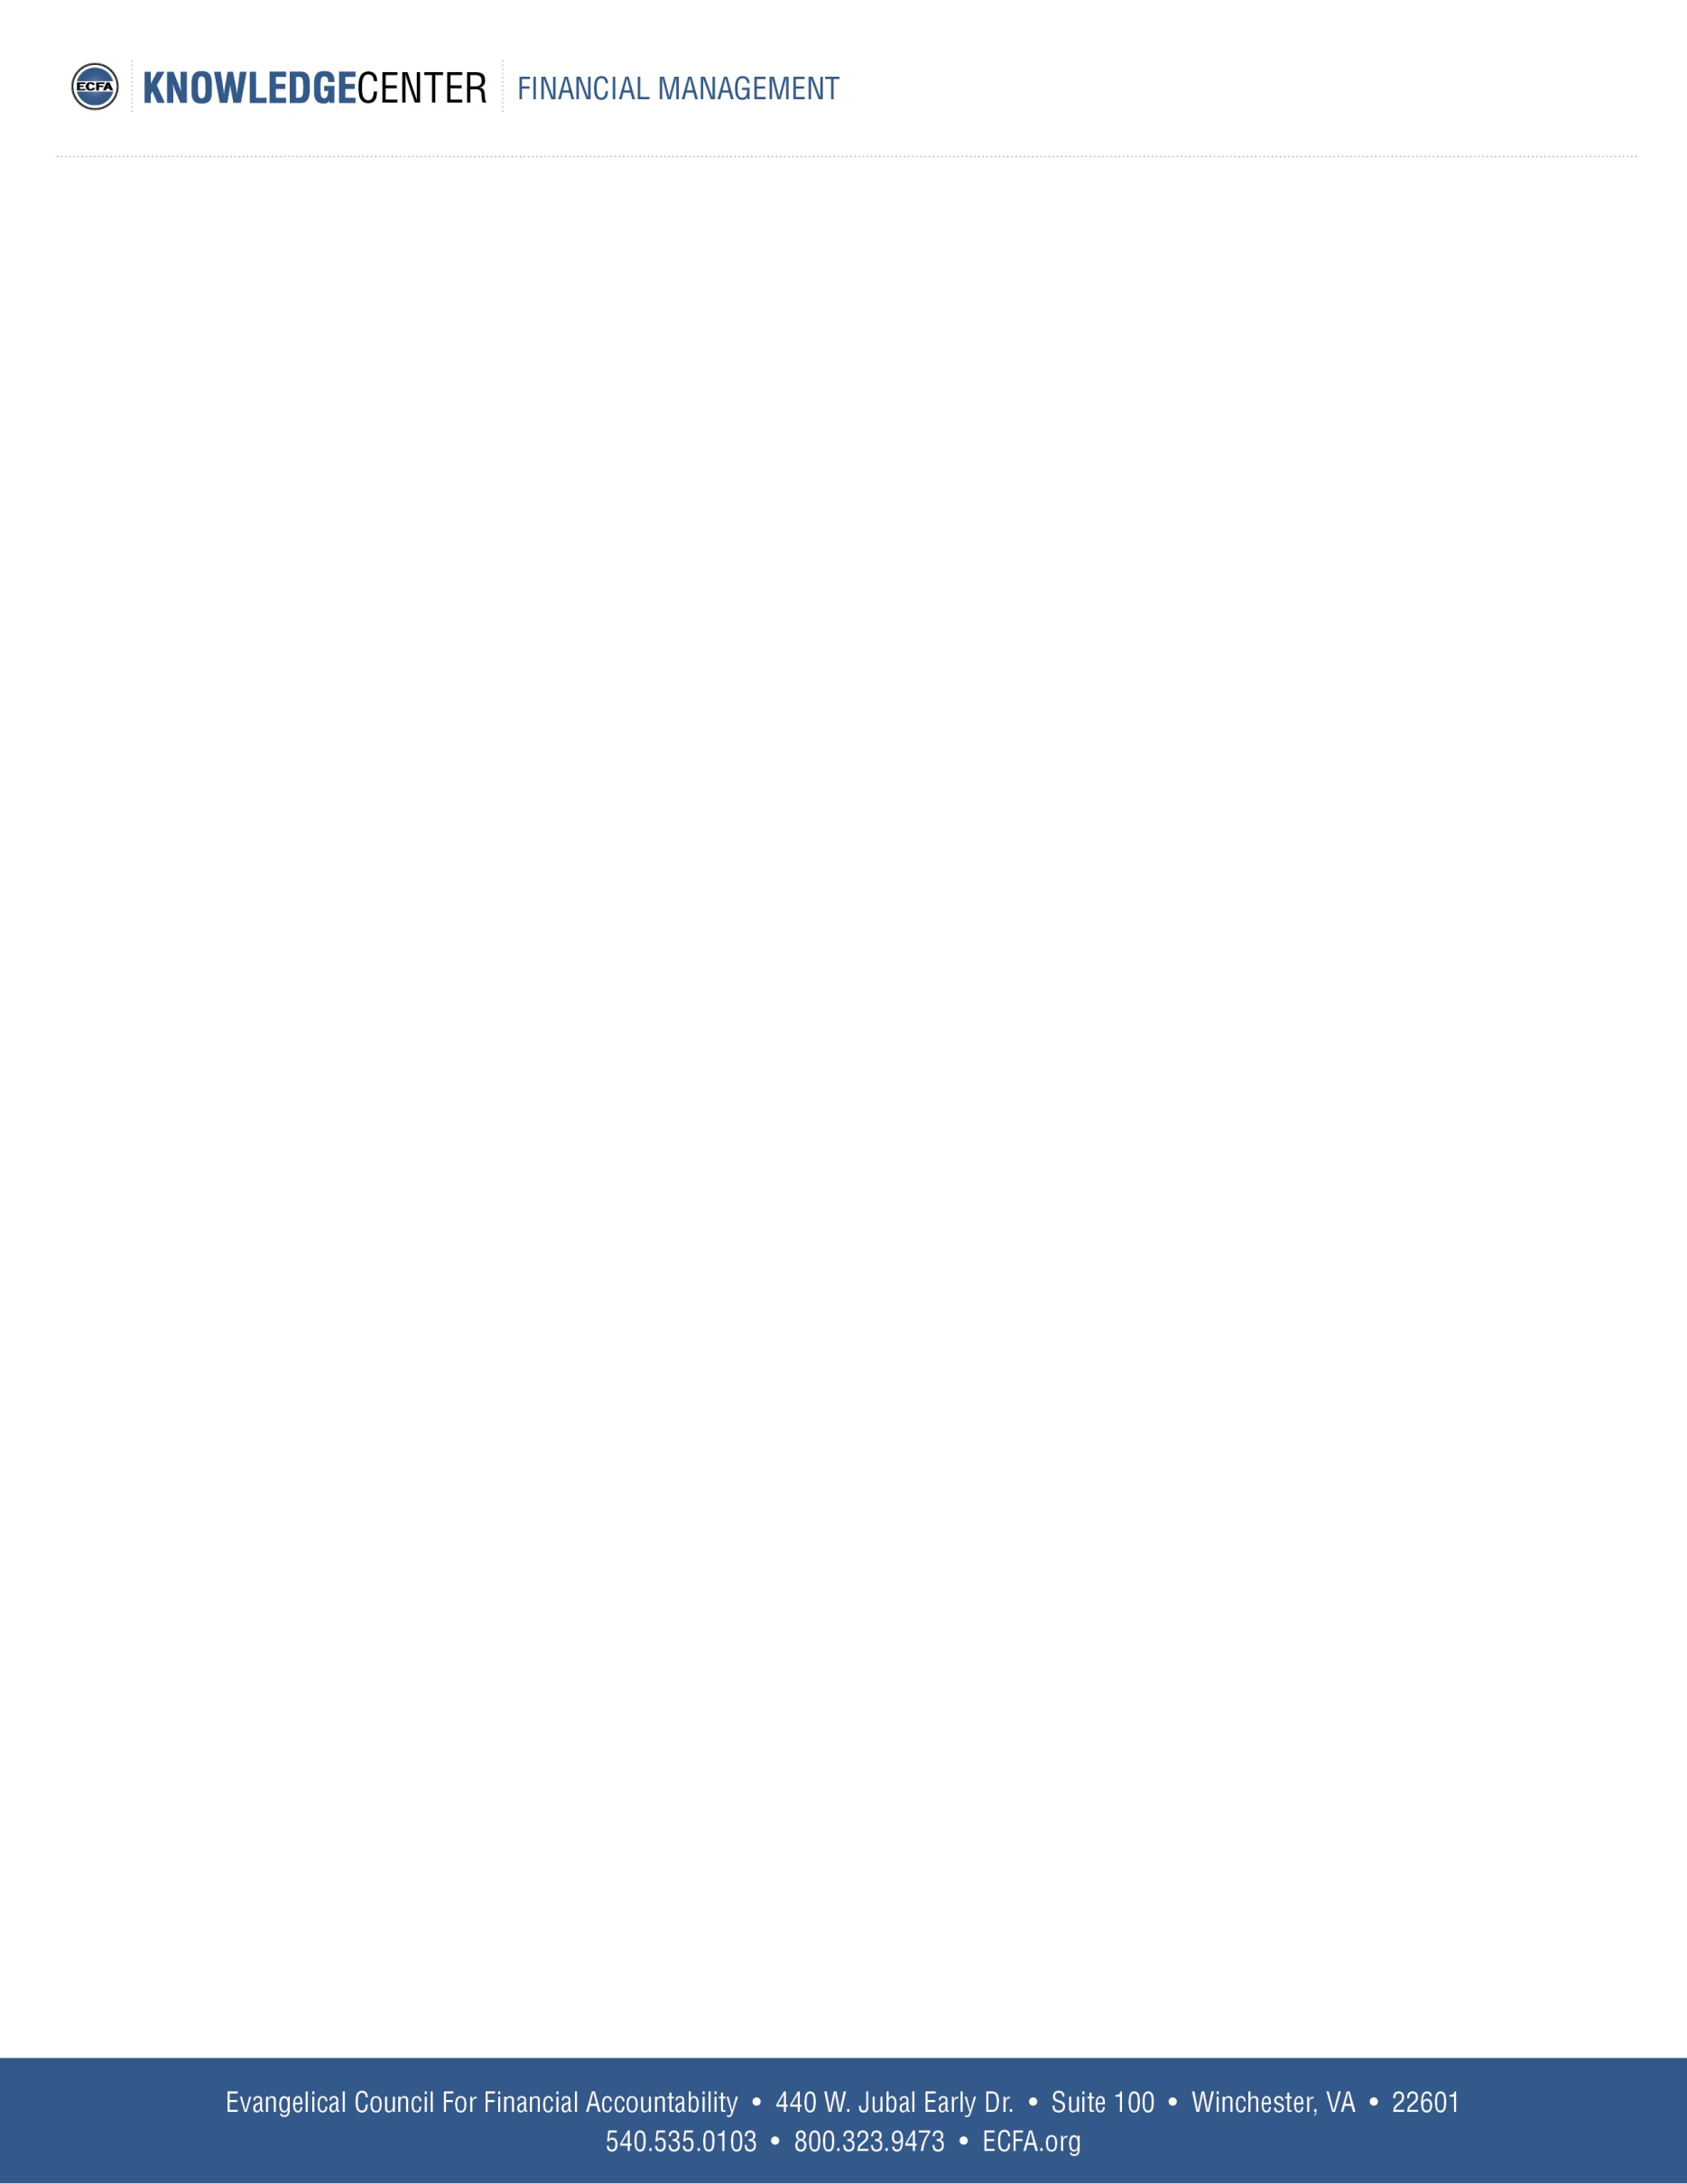 ECFA KNOWLEDGECENTER FINANCIAL MANAGEMENT
Evangelical Council For Financial Accountability • 440 W. Jubal Early Dr. • Suite 100 • Winchester, VA • 22601
540.535.0103 • 800.323.9473 • ECFA.org